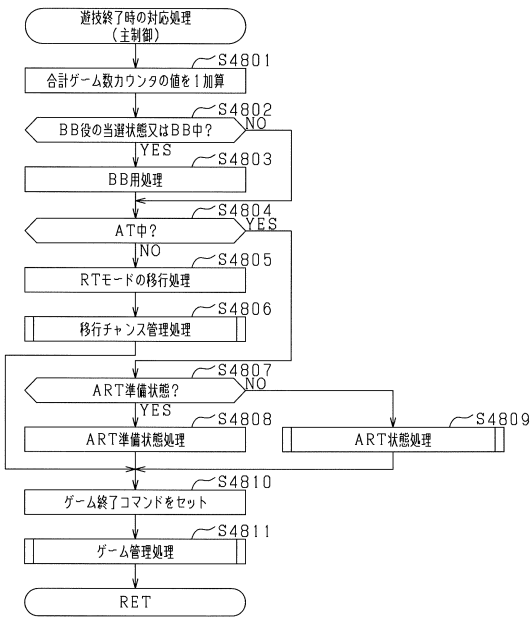 遊技終了時の対応処理
(主制御)
S4801
合計ゲーム数カウンタの値を1加算
S4802
BB役の当選状態又はBB中?
NO
YES
S4803
BB用処理
S4804
AT中?
YES
NO
S4805
RTモードの移行処理
S4806
移行チャンス管理処理
S4807
ART準備状態?
NO
YES
S4808
ART準備状態処理
S4809
ART状態処理
S4810
ゲーム終了コマンドをセット
S4811
ゲーム管理処理
RET